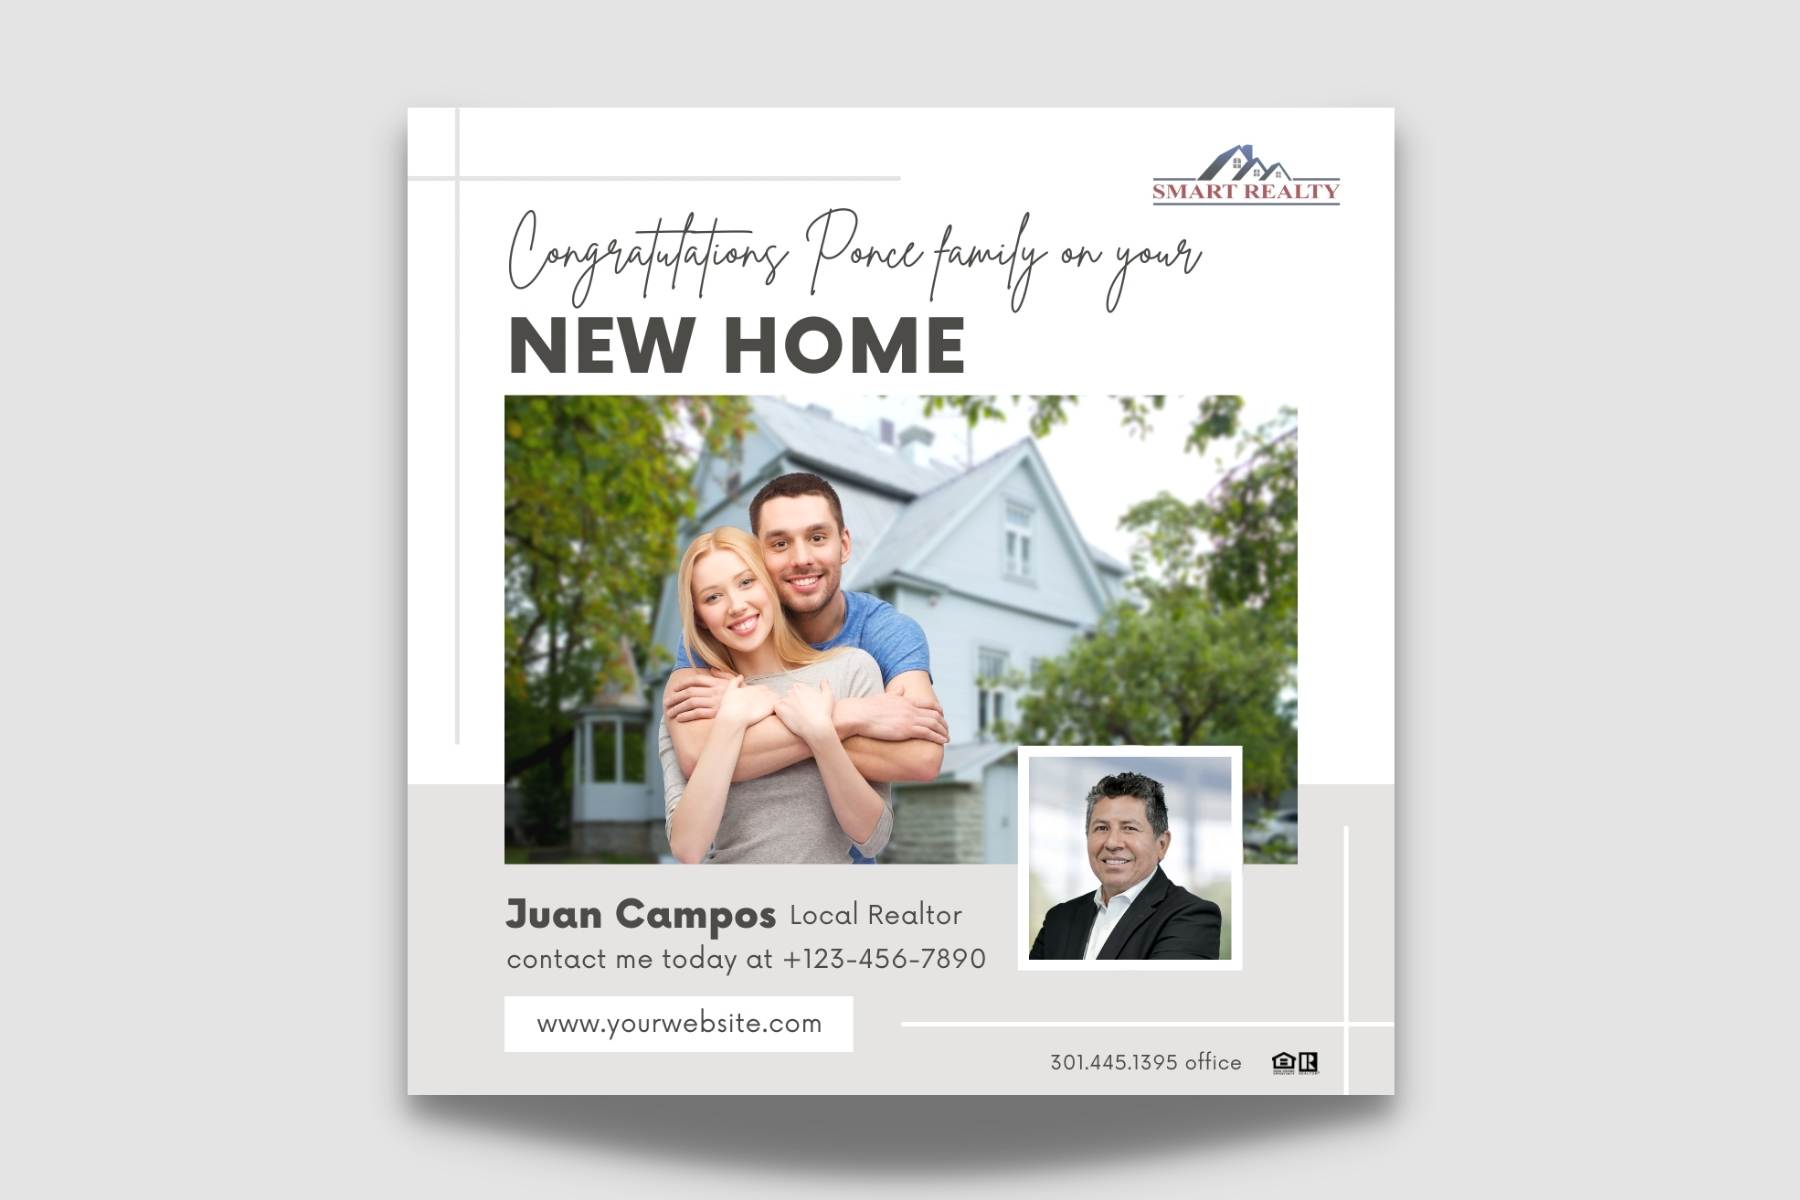 SMART REALTY
Congratulations Ponce family on your
NEW HOME
Juan Campos Local Realtor
contact me today at +123-456-7890
www.yourwebsite.com
301.445.1395 office